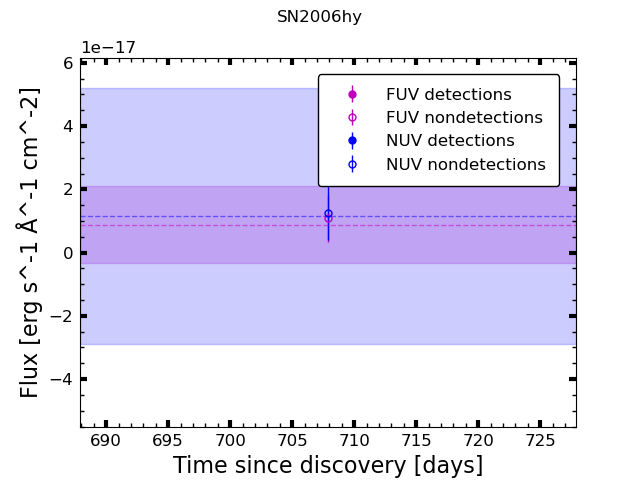 SN2006hy
1e−17
6
4
2
0
−2
−4
Flux [erg s^-1 Å^-1 cm^-2]
FUV detections
FUV nondetections
NUV detections
NUV nondetections
690 695 700 705 710 715 720 725
Time since discovery [days]